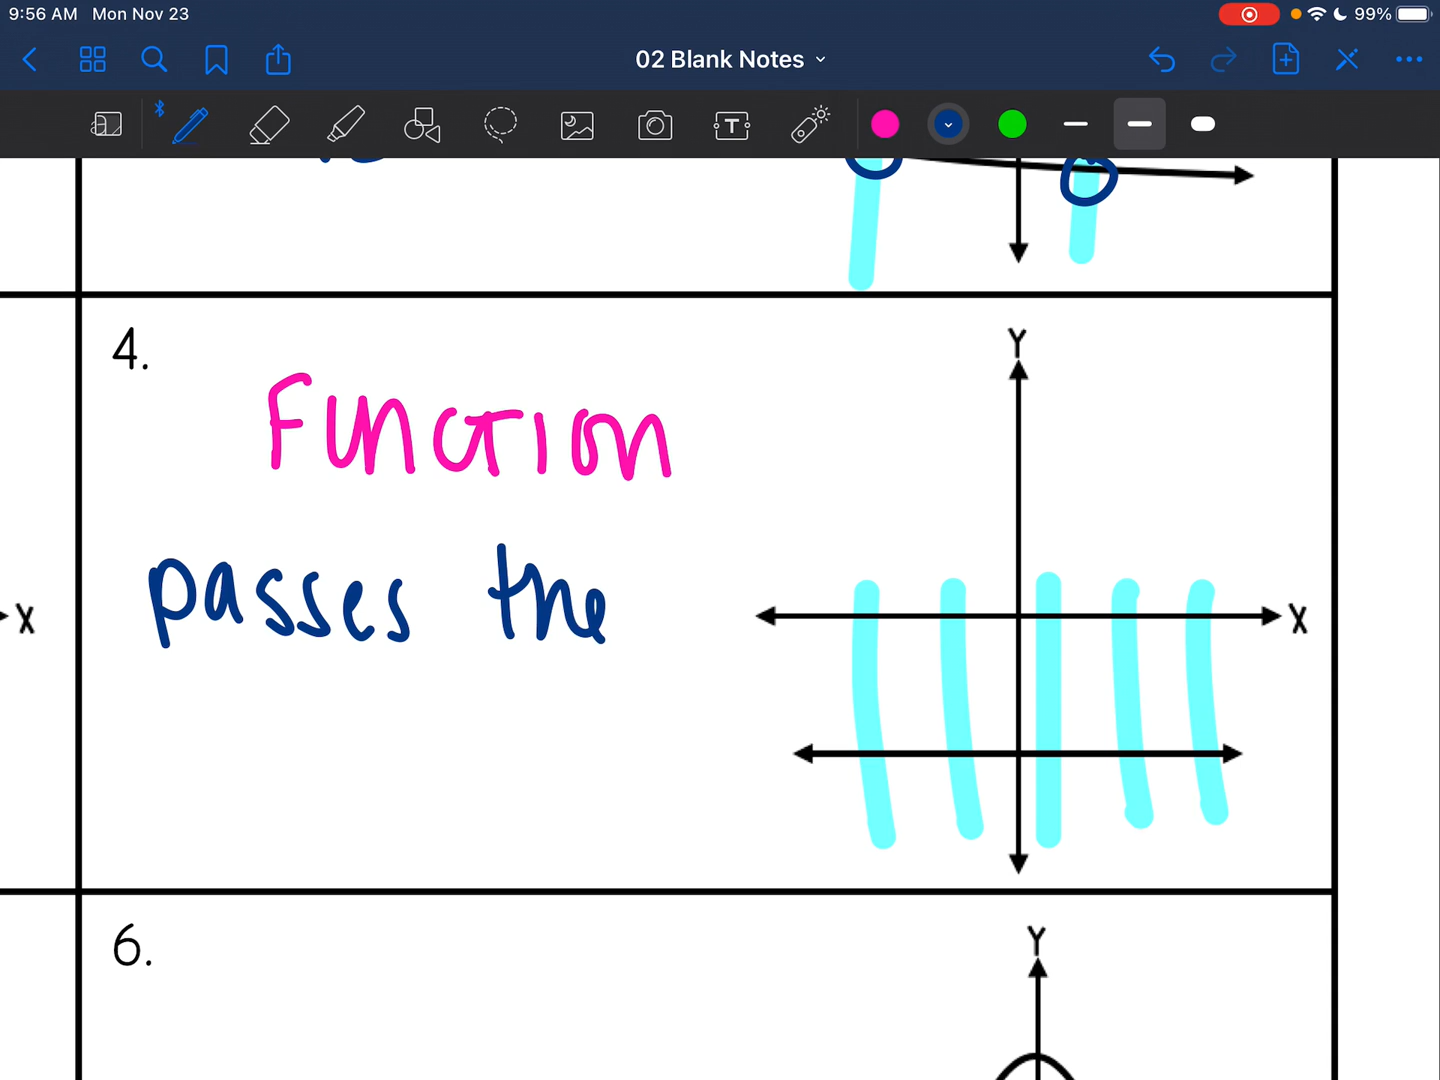 9:56 AM Mon Nov 23
99%
02 Blank Notes
T
4.
Y
Function
passes the
X
X
6.
Y